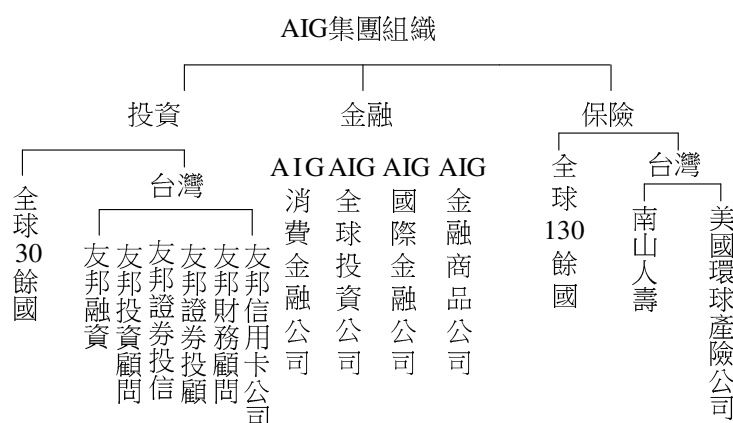 AIG集團組織
投資
金融
保險
全球30餘國
台灣
友邦融資
友邦投資顧問
友邦證券投信
友邦證券投顧
友邦財務顧問
友邦信用卡公司
AIG消費金融公司
AIG全球投資公司
AIG國際金融公司
AIG金融商品公司
全球130餘國
台灣
南山人壽
美國環球產險公司